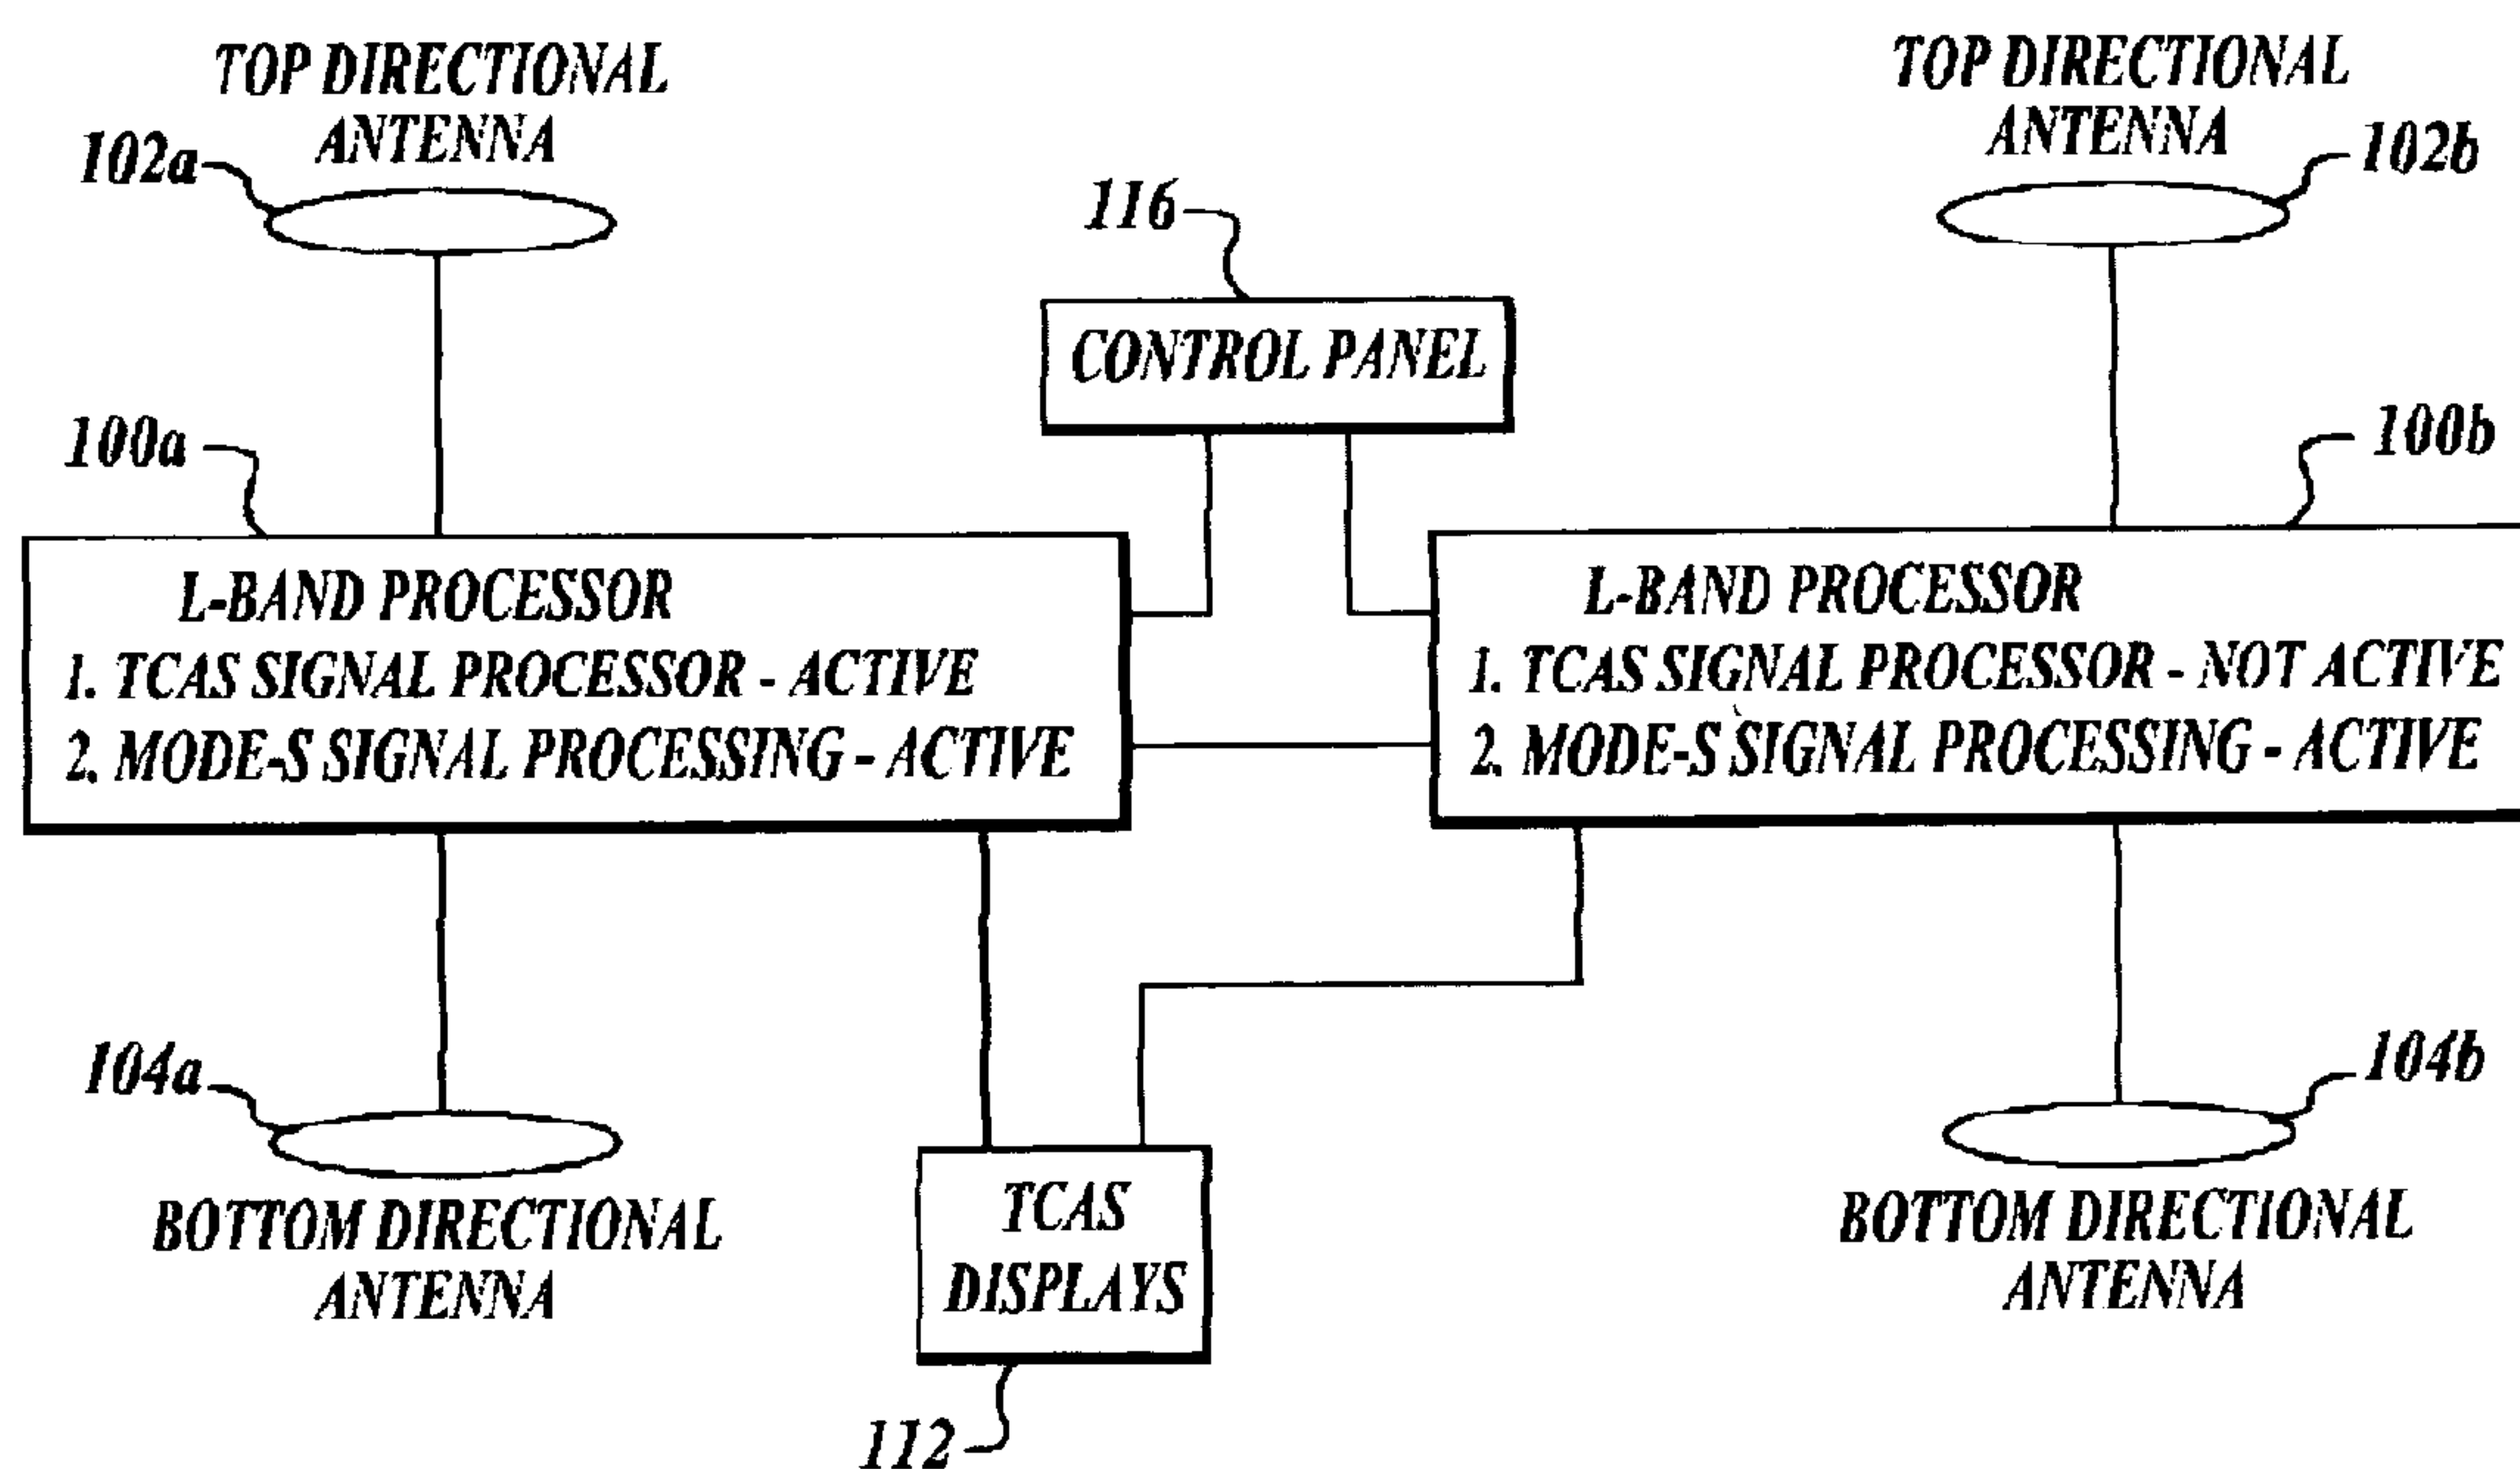 TOP DIRECTIONAL
ANTENNA
102a
TOP DIRECTIONAL
ANTENNA
102b
116
CONTROL PANEL
100a
100b
L-BAND PROCESSOR
1. TCAS SIGNAL PROCESSOR - ACTIVE
2. MODE-S SIGNAL PROCESSING - ACTIVE
L-BAND PROCESSOR
1. TCAS SIGNAL PROCESSOR - NOT ACTIVE
2. MODE-S SIGNAL PROCESSING - ACTIVE
104a
BOTTOM DIRECTIONAL
ANTENNA
TCAS
DISPLAYS
112
104b
BOTTOM DIRECTIONAL
ANTENNA